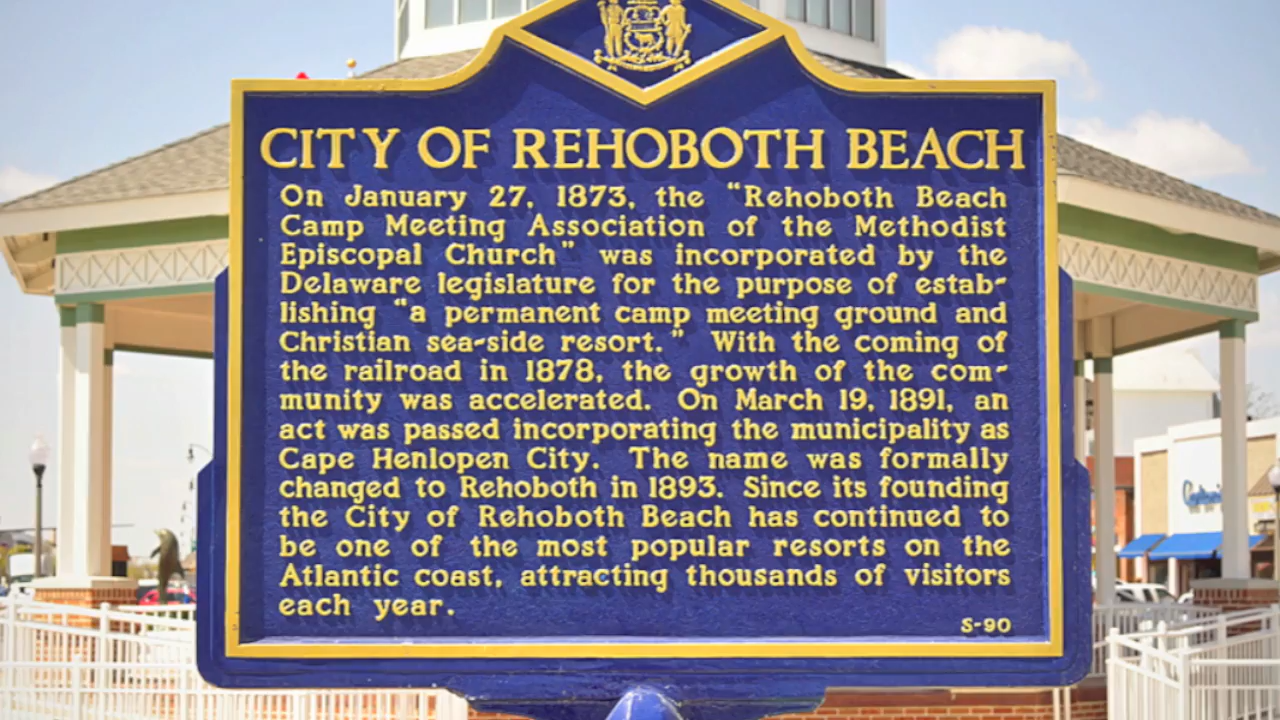 CITY OF REHOBOTH BEACH
On January 27, 1873, the “Rehoboth Beach
Camp Meeting Association of the Methodist
Episcopal Church” was incorporated by the
Delaware legislature for the purpose of estab-
lishing “a permanent camp meeting ground and
Christian sea-side resort.” With the coming of
the railroad in 1878, the growth of the com-
munity was accelerated. On March 19, 1891, an
act was passed incorporating the municipality as
Cape Henlopen City. The name was formally
changed to Rehoboth in 1893. Since its founding
the City of Rehoboth Beach has continued to
be one of the most popular resorts on the
Atlantic coast, attracting thousands of visitors
each year.
S-90